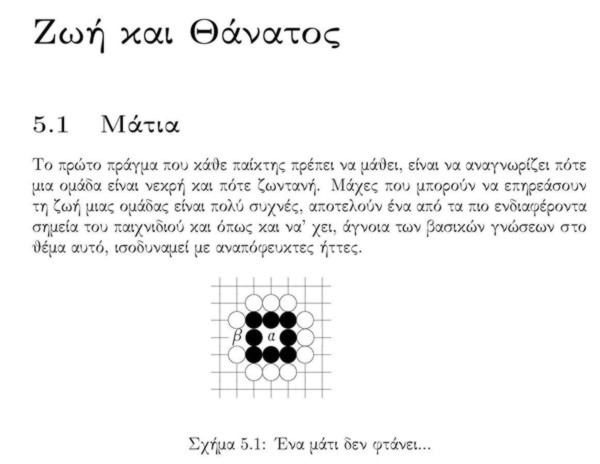 Ζωή και Θάνατος
5.1 Μάτια
Το πρώτο πράγμα που κάθε παίκτης πρέπει να μάθει, είναι να αναγνωρίζει πότε
μια ομάδα είναι νεκρή και πότε ζωντανή. Μάχες που μπορούν να επηρεάσουν
τη ζωή μιας ομάδας είναι πολύ συχνές, αποτελούν ένα από τα πιο ενδιαφέροντα
σημεία του παιχνιδιού και όπως και να' χει, άγνοια των βασικών γνώσεων στο
θέμα αυτό, ισοδυναμεί με αναπόφευκτες ήττες.
β α
Σχήμα 5.1: Ένα μάτι δεν φτάνει...